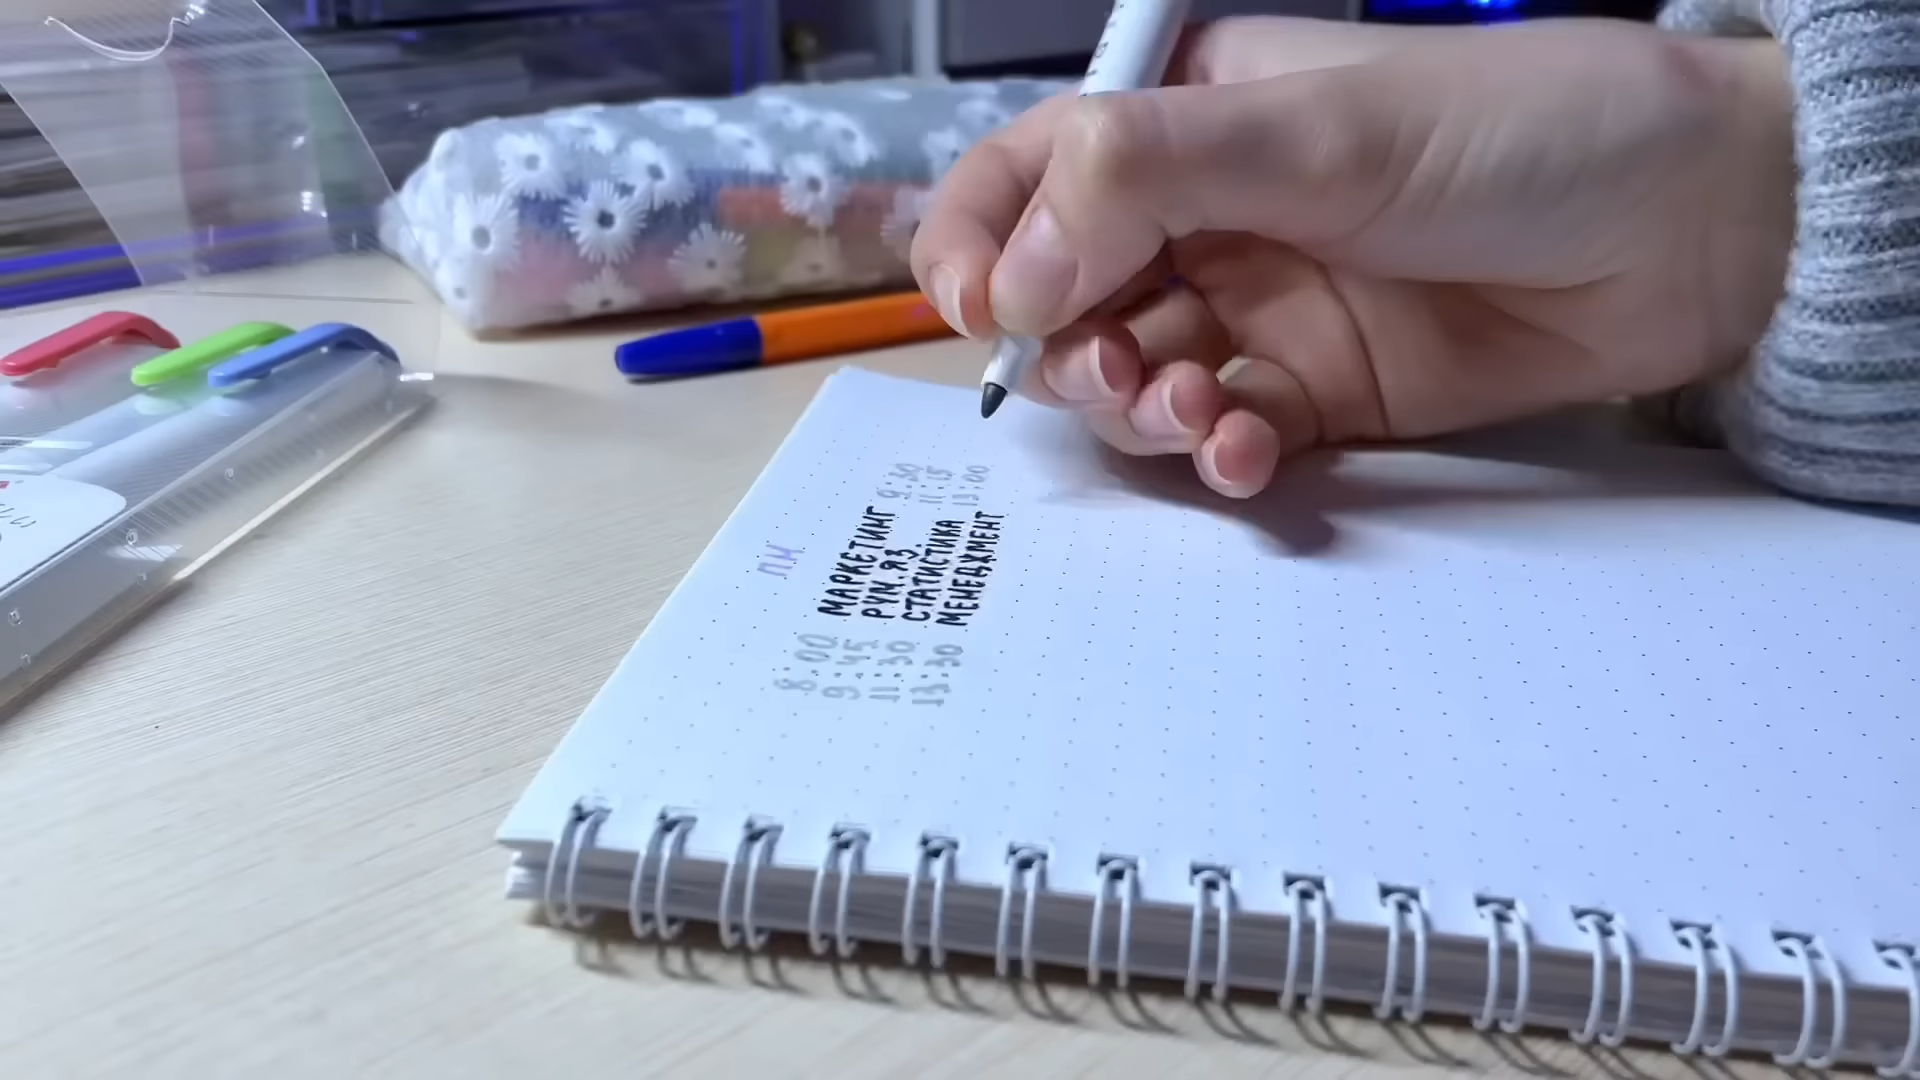 ПН
8:00 МАРКЕТИНГ 9:30
9:45 РУМ.ЯЗ. 11:15
11:30 СТАТИСТИКА 13:00
13:30 МЕНЕДЖМЕНТ